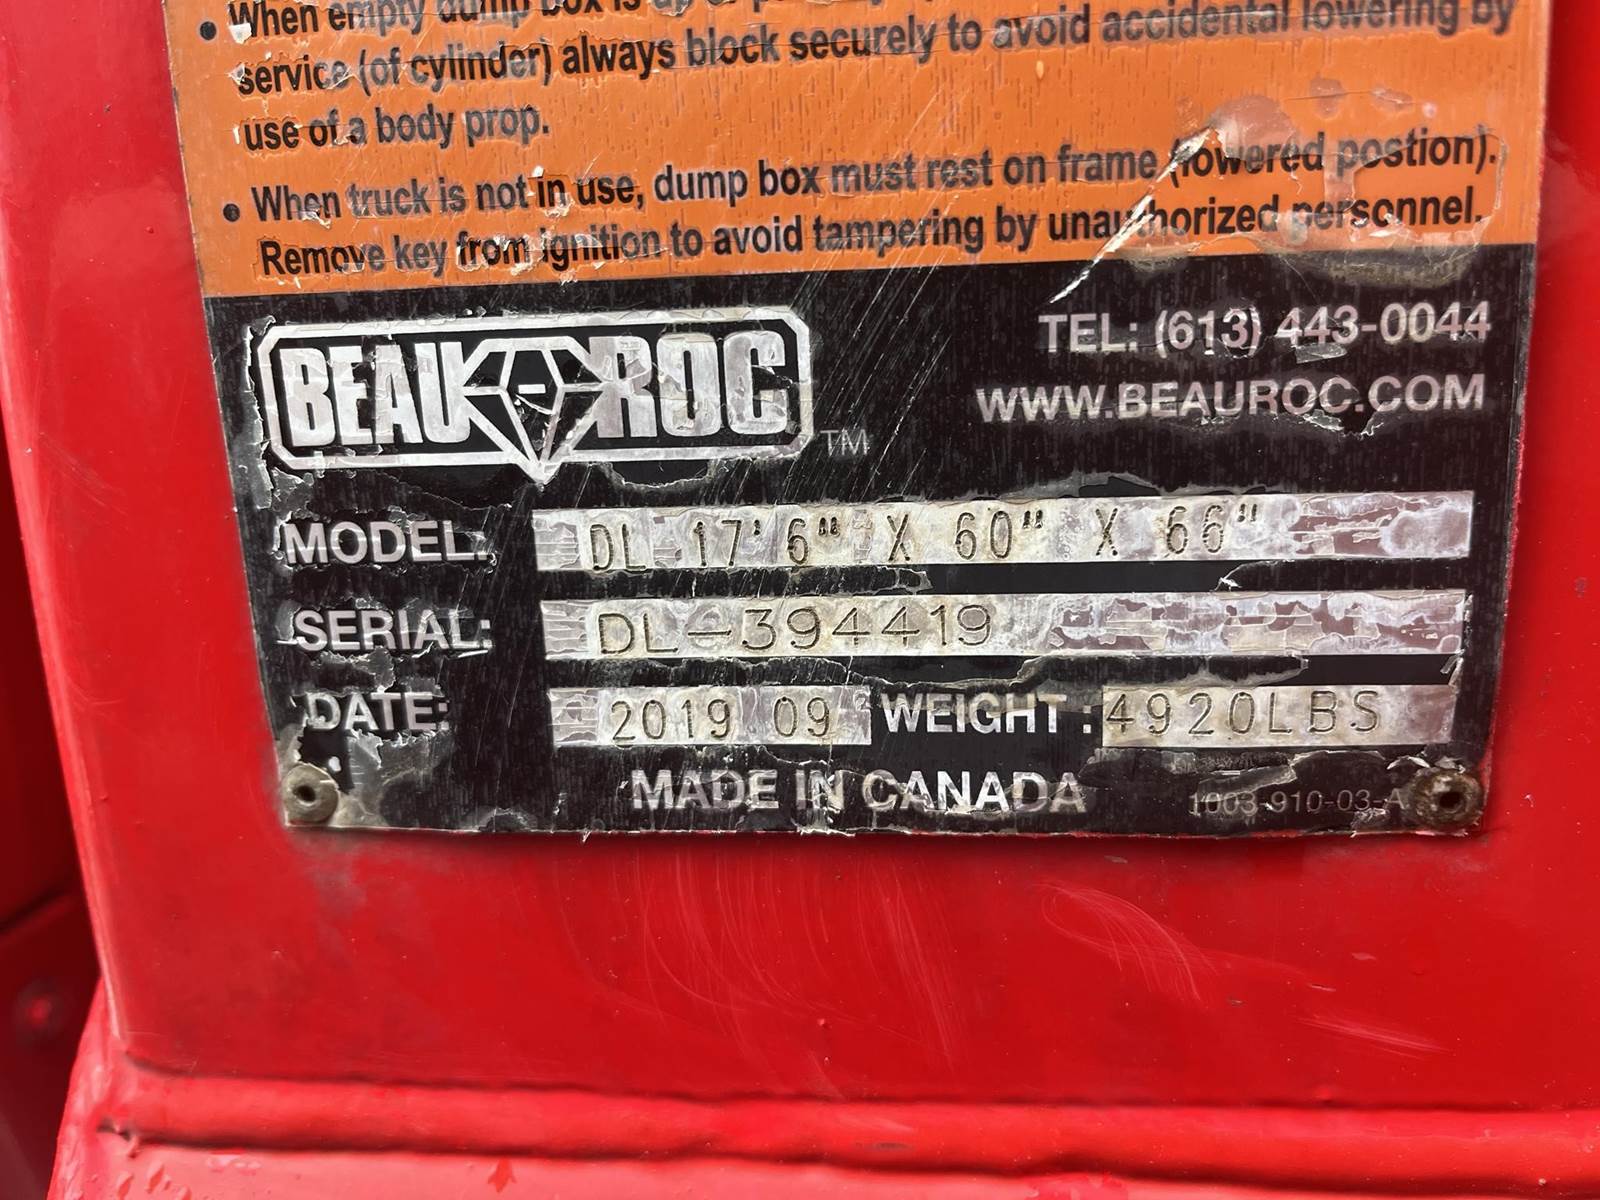 • When empty dump box is up
service (of cylinder) always block securely to avoid accidental lowering by
use of a body prop.
• When truck is not in use, dump box must rest on frame (lowered postion).
Remove key from ignition to avoid tampering by unauthorized personnel.
BEAU-ROC TM
TEL: (613) 443-0044
WWW.BEAUROC.COM
MODEL: DL 17'6" X 60" X 66"
SERIAL: DL-394419
DATE: 2019 09 WEIGHT: 4920LBS
MADE IN CANADA 1003-910-03-A